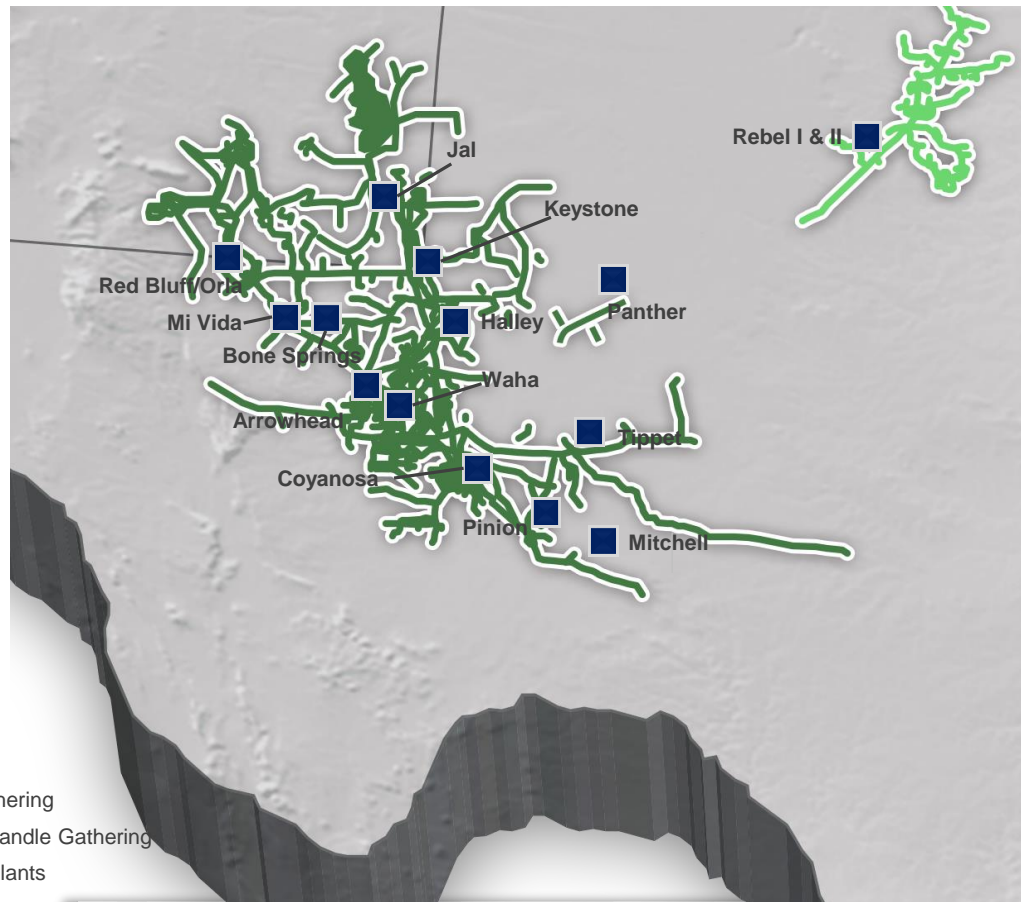 Rebel I & II
Jal
Keystone
Red Bluff/Orla
Panther
Mi Vida
Halley
Bone Springs
Waha
Arrowhead
Tippet
Coyanosa
Pinion
Mitchell
hering
andle Gathering
lants